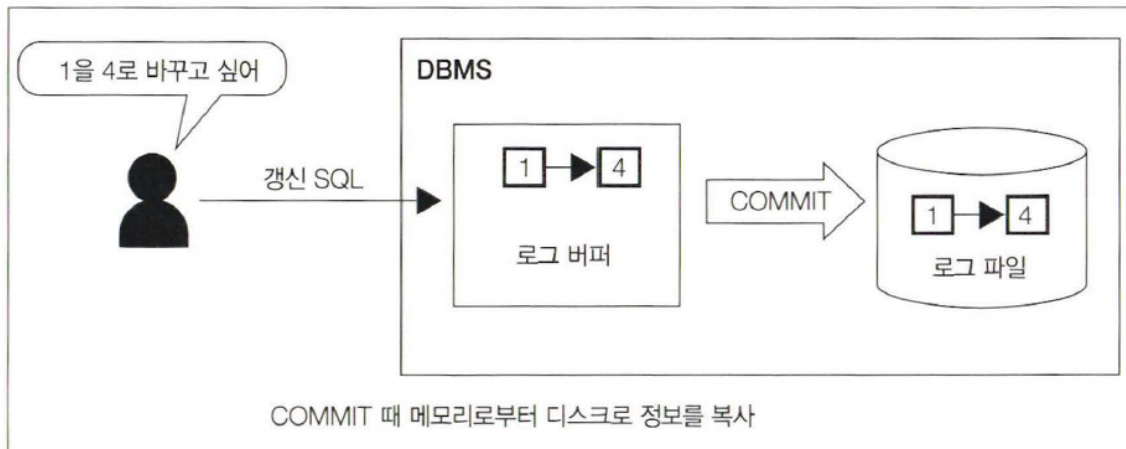 1을 4로 바꾸고 싶어
DBMS
갱신 SQL
1 4
로그 버퍼
COMMIT
1 4
로그 파일
COMMIT 때 메모리로부터 디스크로 정보를 복사